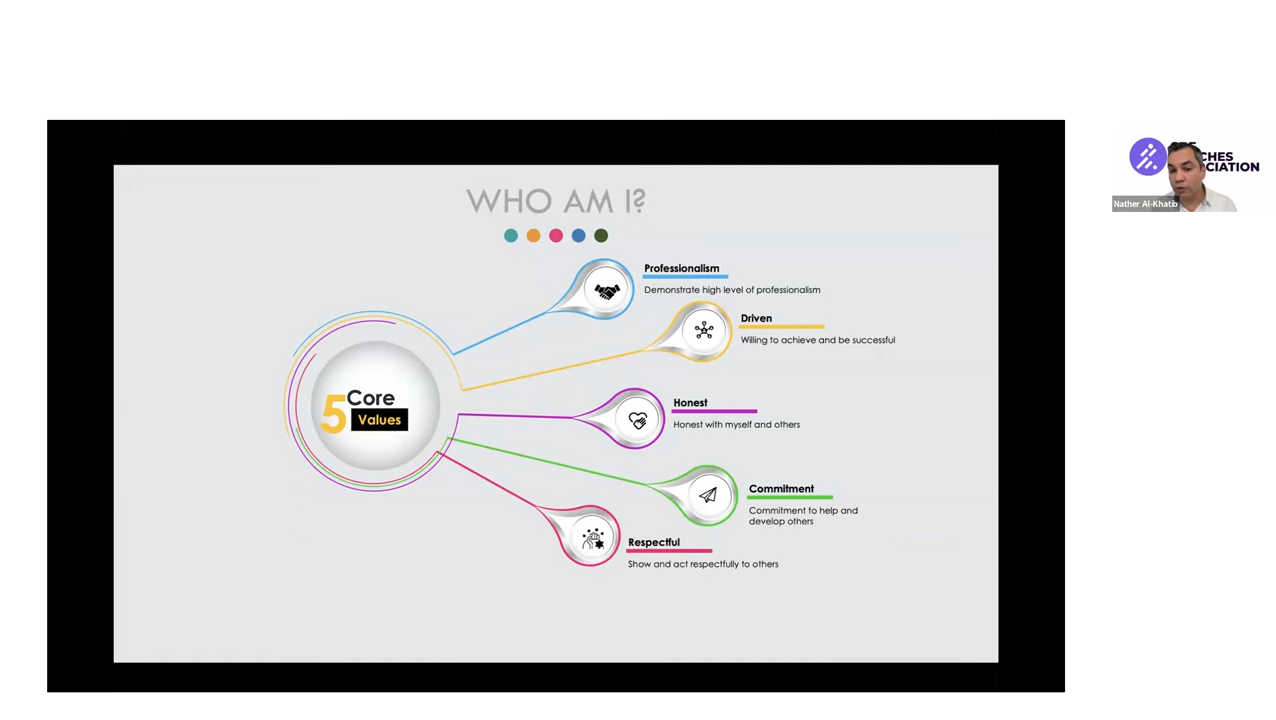 WHO AM I?
Professionalism
Demonstrate high level of professionalism
Driven
Willing to achieve and be successful
5 Core
Values
Honest
Honest with myself and others
Commitment
Commitment to help and
develop others
Respectful
Show and act respectfully to others
Nather Al-Khatib